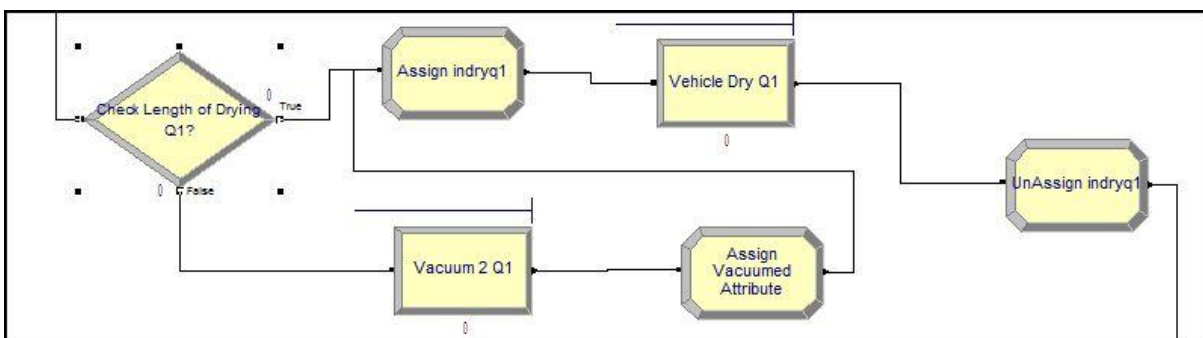 Check Length of Drying
Q1?
0
True
0
False
Assign indryq1
Vehicle Dry Q1
0
UnAssign indryq1
Vacuum 2 Q1
0
Assign
Vacuumed
Attribute